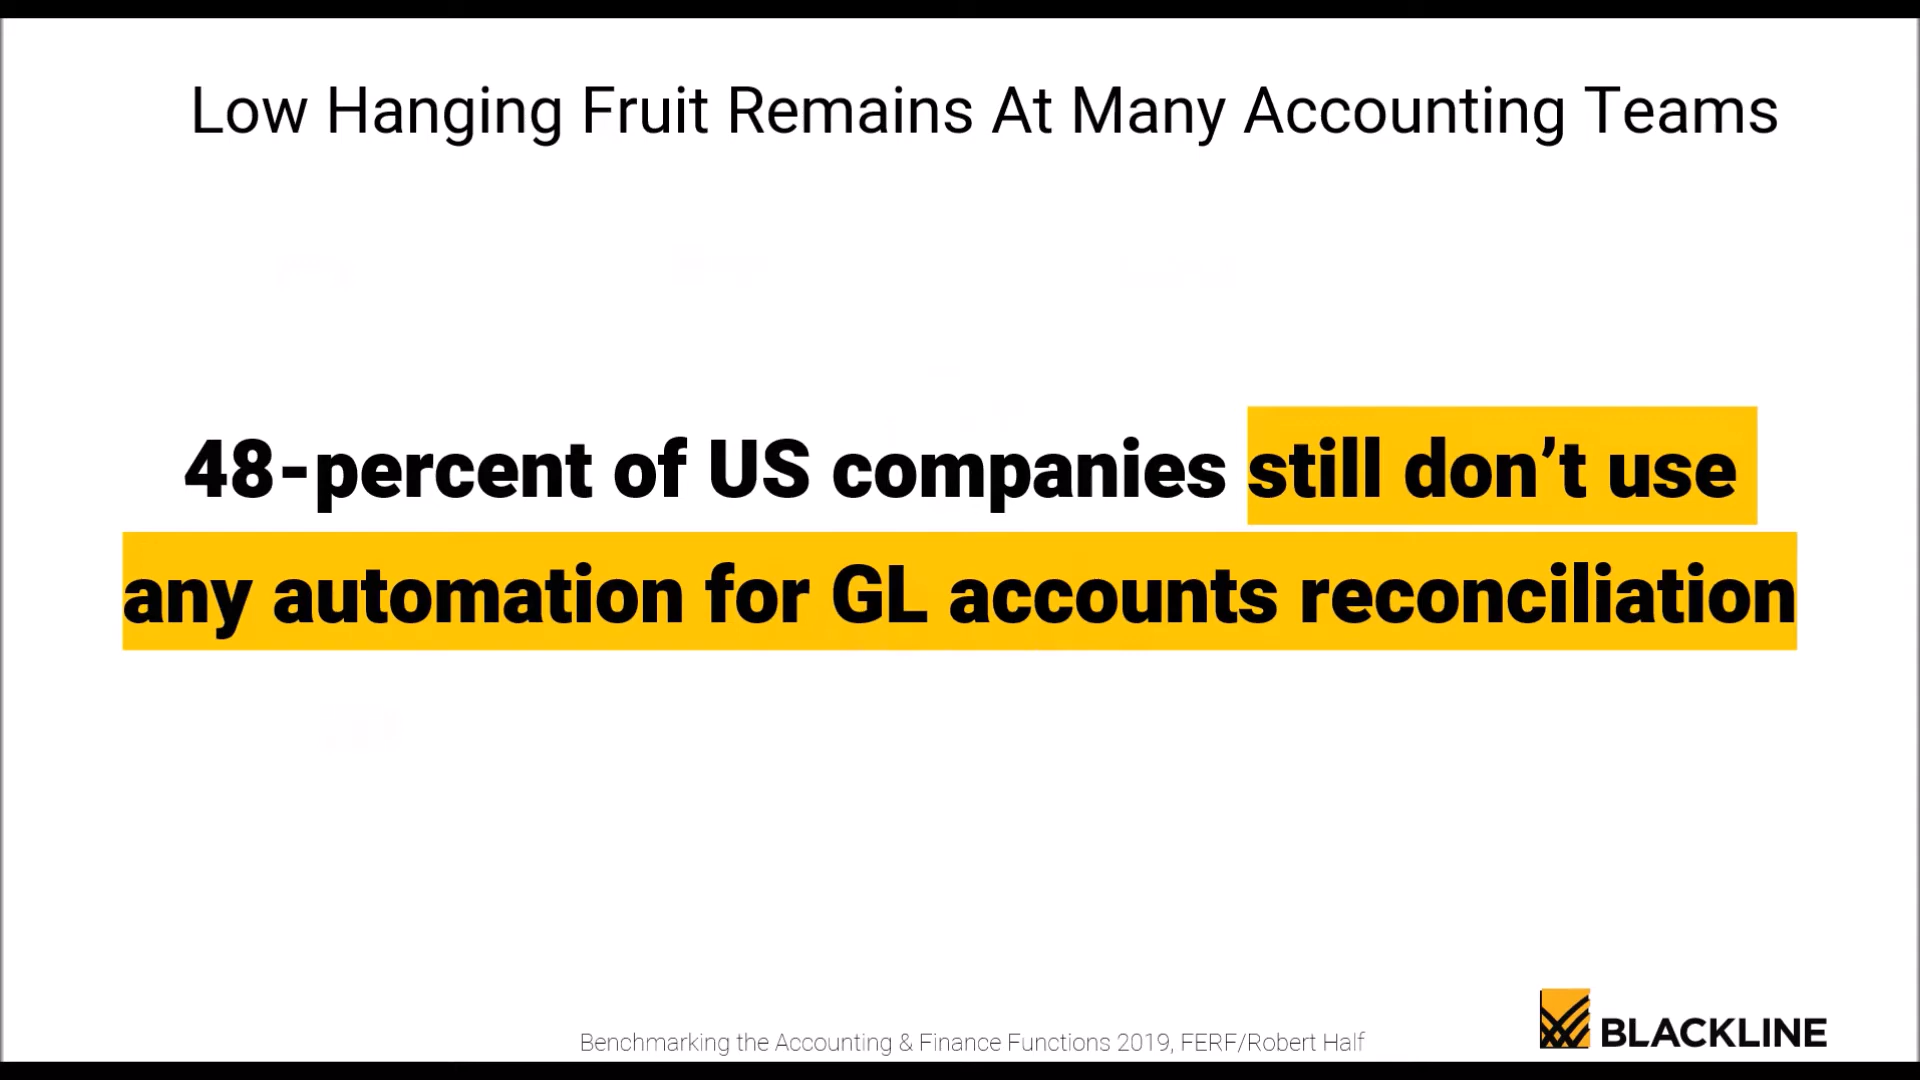 Low Hanging Fruit Remains At Many Accounting Teams
48-percent of US companies still don’t use
any automation for GL accounts reconciliation
Benchmarking the Accounting & Finance Functions 2019, FERF/Robert Half
BLACKLINE